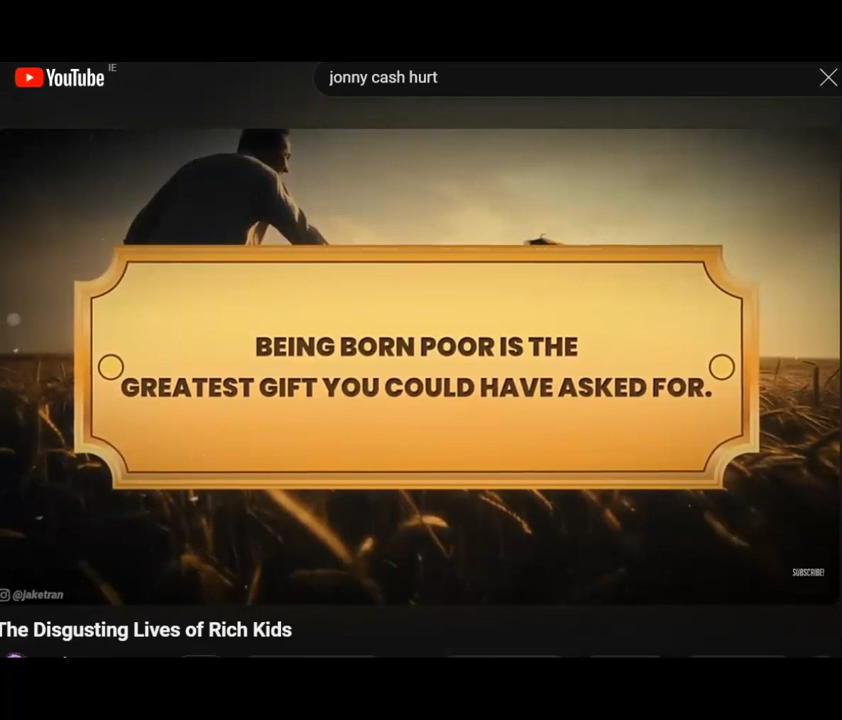 YouTube IE
jonny cash hurt
BEING BORN POOR IS THE
GREATEST GIFT YOU COULD HAVE ASKED FOR.
SUBSCRIBE!
@jaketran
The Disgusting Lives of Rich Kids